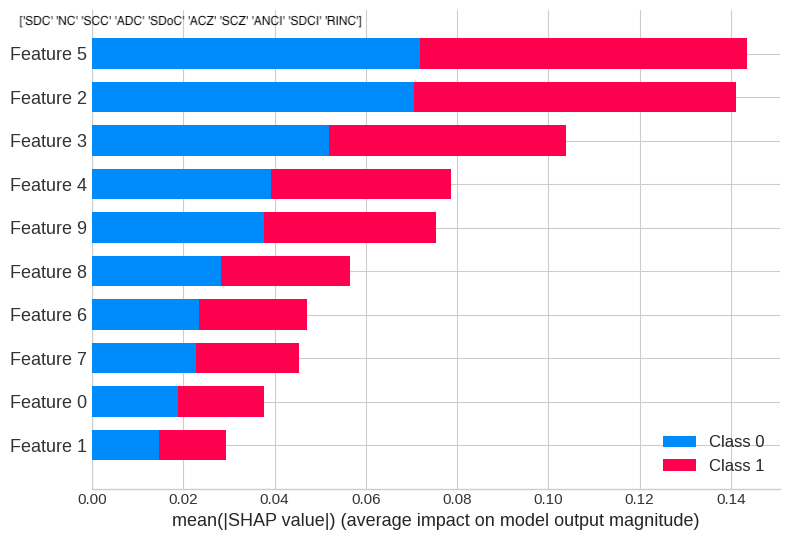 ['SDC' 'NC' 'SCC' 'ADC' 'SDoC' 'ACZ' 'SCZ' 'ANCI' 'SDCI' 'RINC']
Feature 5
Feature 2
Feature 3
Feature 4
Feature 9
Feature 8
Feature 6
Feature 7
Feature 0
Feature 1
Class 0
Class 1
0.00 0.02 0.04 0.06 0.08 0.10 0.12 0.14
mean(|SHAP value|) (average impact on model output magnitude)